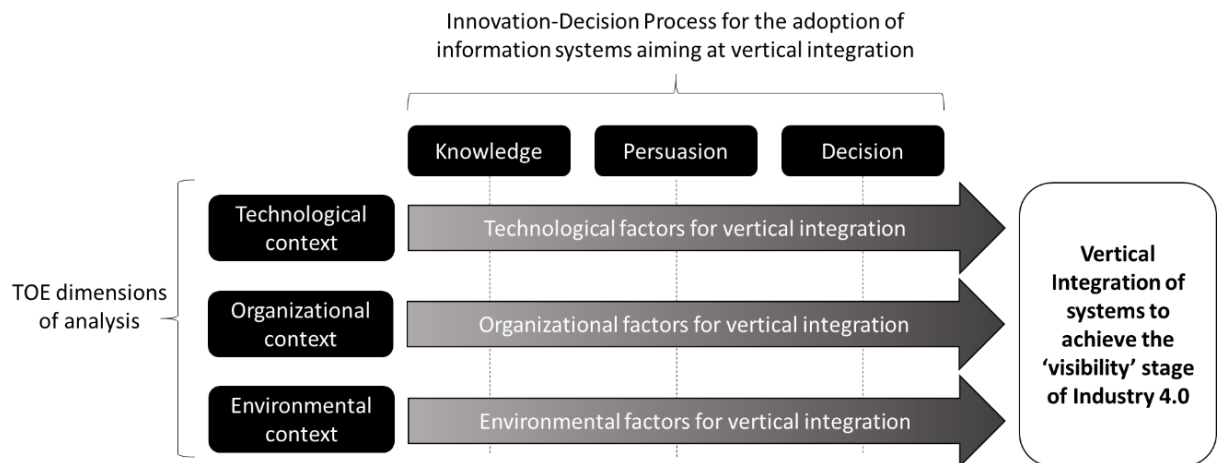 Innovation-Decision Process for the adoption of
information systems aiming at vertical integration
Knowledge
Persuasion
Decision
TOE dimensions
of analysis
Technological
context
Technological factors for vertical integration
Organizational
context
Organizational factors for vertical integration
Environmental
context
Environmental factors for vertical integration
Vertical
Integration of
systems to
achieve the
‘visibility’ stage
of Industry 4.0